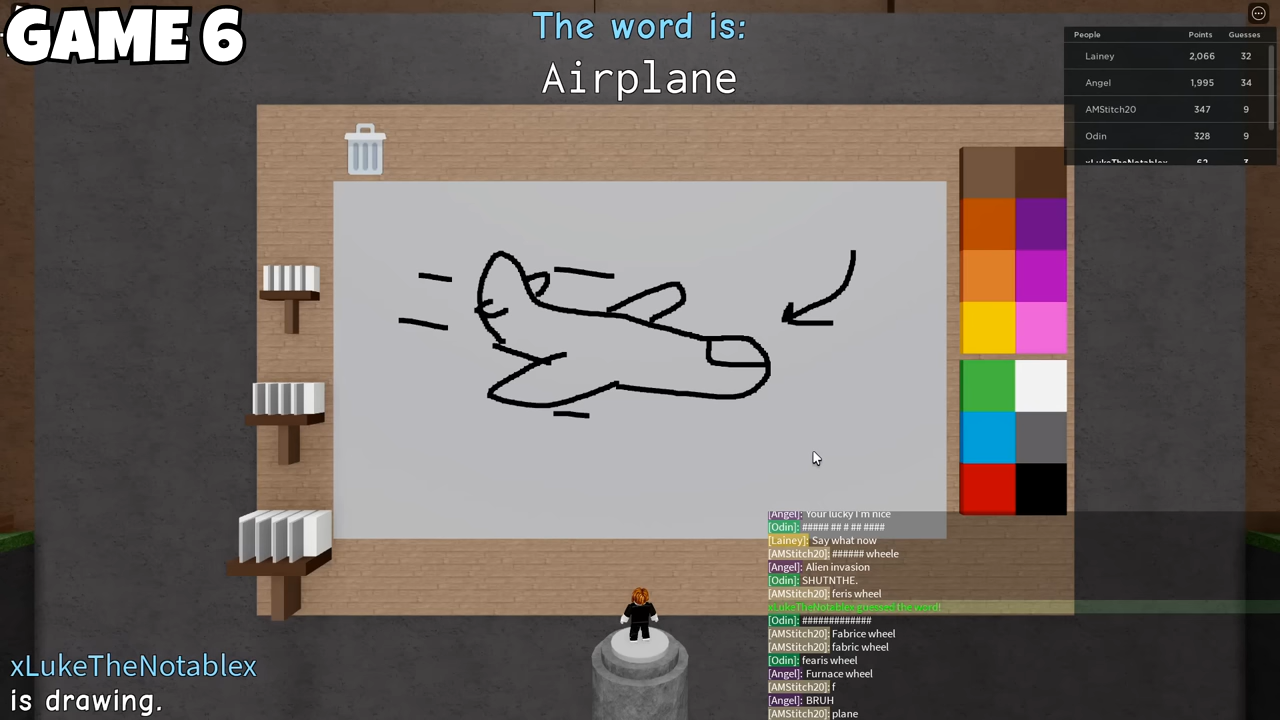 GAME 6
The word is:
Airplane
People Points Guesses
Lainey 2,066 32
Angel 1,995 34
AMStitch20 347 9
Odin 328 9
xLukeTheNotablex 62 3
[Angel]: Your lucky I'm nice
[Odin]: ##### ## # ## ####
[Lainey]: Say what now
[AMStitch20]: ###### wheele
[Angel]: Alien invasion
[Odin]: SHUTNTHE.
[AMStitch20]: feris wheel
xLukeTheNotablex guessed the word!
[Odin]: #############
[AMStitch20]: Fabrice wheel
[AMStitch20]: fabric wheel
[Odin]: fearis wheel
[Angel]: Furnace wheel
[AMStitch20]: f
[Angel]: BRUH
[AMStitch20]: plane
xLukeTheNotablex
is drawing.